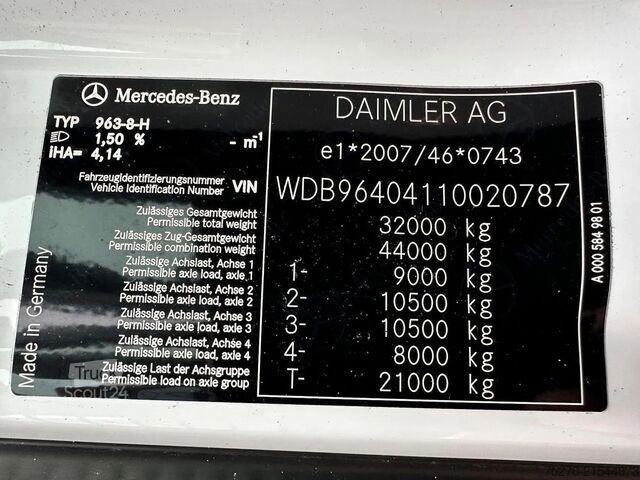 Mercedes-Benz
TYP 963-8-H
1,50 % - m-1
iHA= 4,14
Fahrzeugidentifizierungsnummer
Vehicle Identification Number VIN
Zulässiges Gesamtgewicht
Permissible total weight
Zulässiges Zug-Gesamtgewicht
Permissible combination weight
Zulässige Achslast, Achse 1
Permissible axle load, axle 1
Zulässige Achslast, Achse 2
Permissible axle load, axle 2
Zulässige Achslast, Achse 3
Permissible axle load, axle 3
Zulässige Achslast, Achse 4
Permissible axle load, axle 4
Zulässige Last der Achsgruppe
Permissible load on axle group
DAIMLER AG
e1*2007/46*0743
WDB96404110020787
32000 kg
44000 kg
1- 9000 kg
2- 10500 kg
3- 10500 kg
4- 8000 kg
T- 21000 kg
Made in Germany
A 000 584 98 01
Truck
Scout24